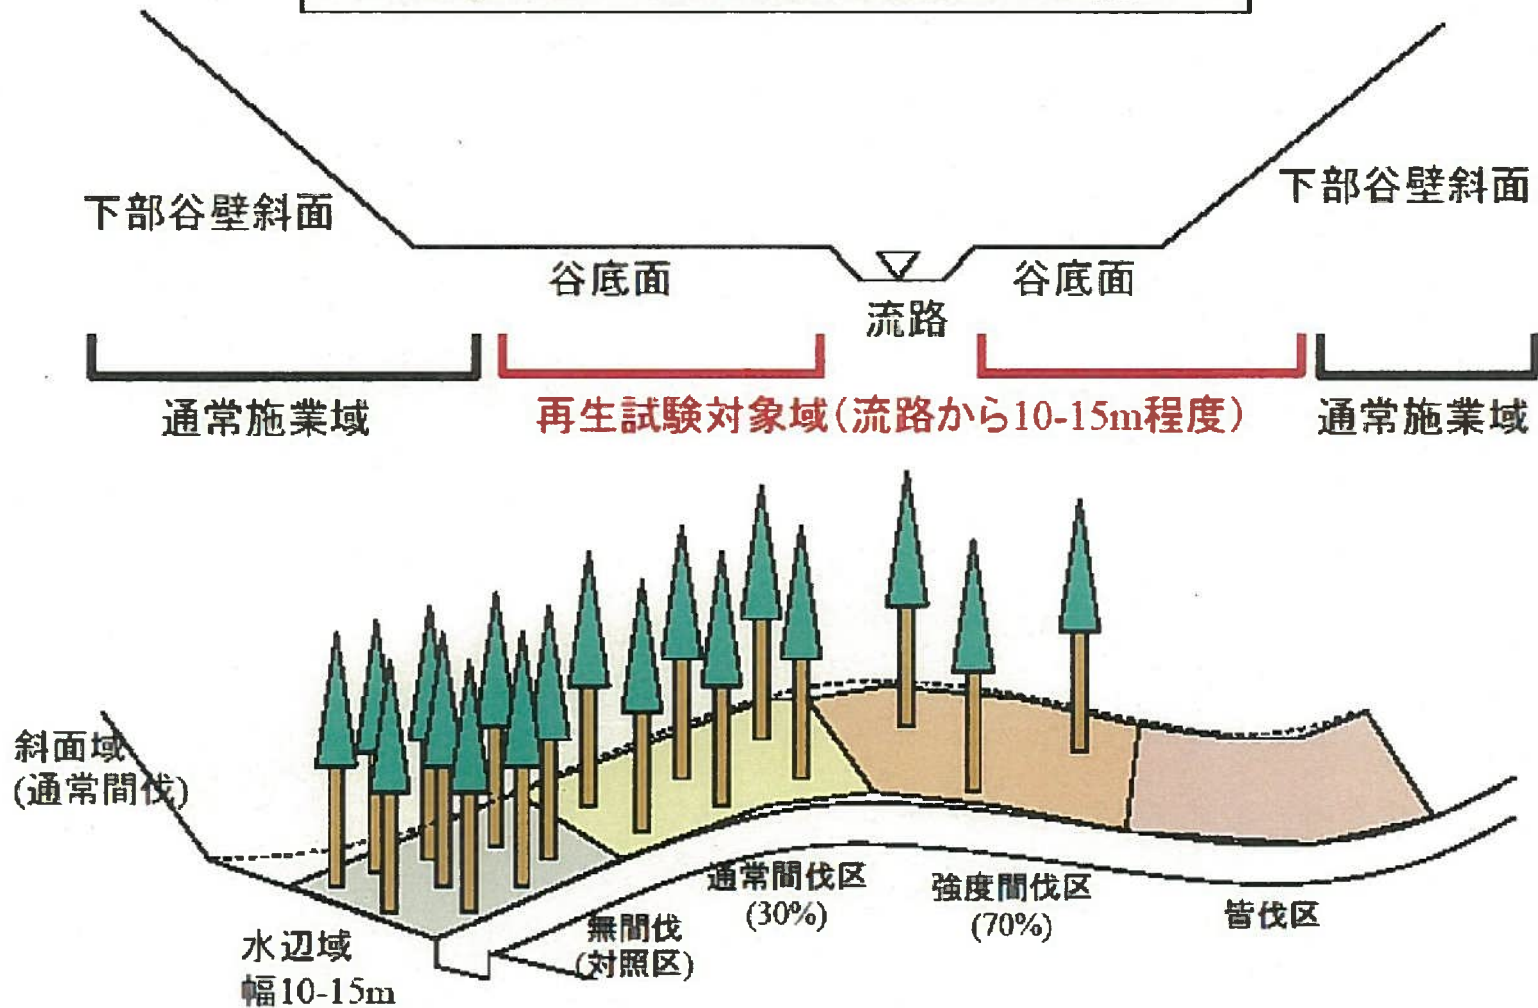 下部谷壁斜面
下部谷壁斜面
谷底面
谷底面
流路
通常施業域
再生試験対象域(流路から10-15m程度)
通常施業域
斜面域
(通常間伐)
水辺域
幅10-15m
無間伐
(対照区)
通常間伐区
(30%)
強度間伐区
(70%)
皆伐区